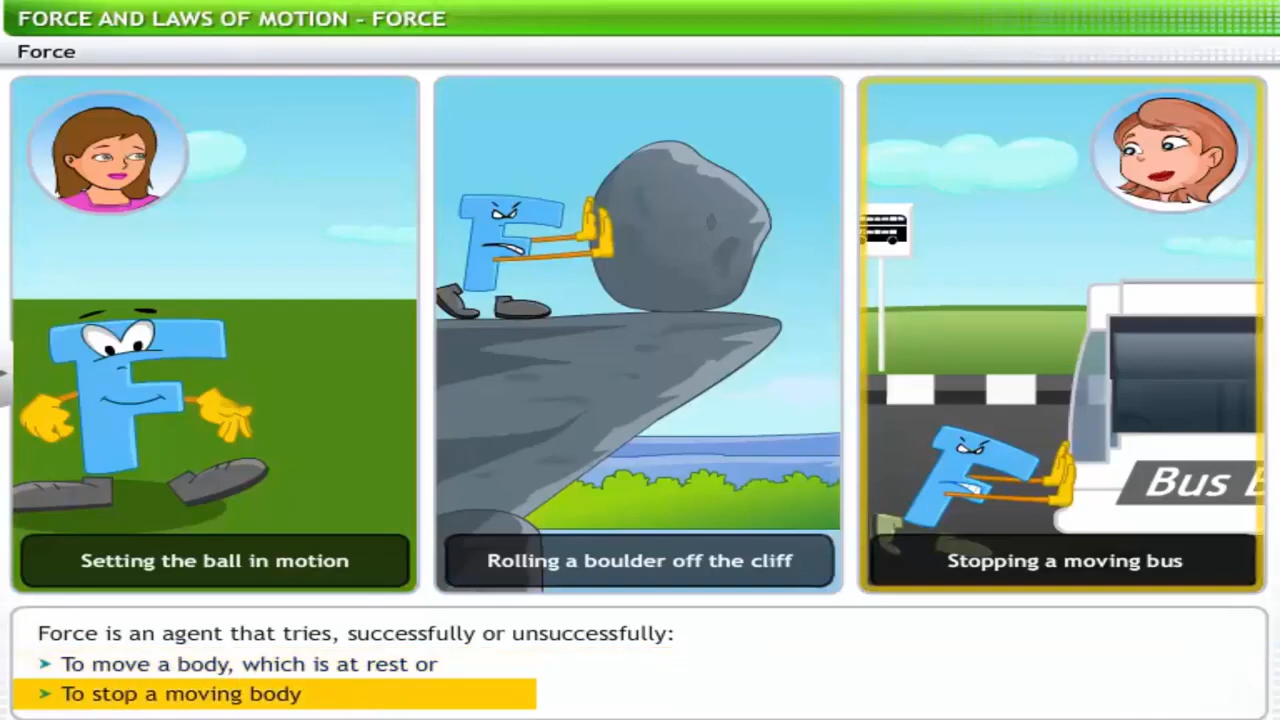 FORCE AND LAWS OF MOTION - FORCE
Force
Bus
Setting the ball in motion
Rolling a boulder off the cliff
Stopping a moving bus
Force is an agent that tries, successfully or unsuccessfully:
➤ To move a body, which is at rest or
➤ To stop a moving body